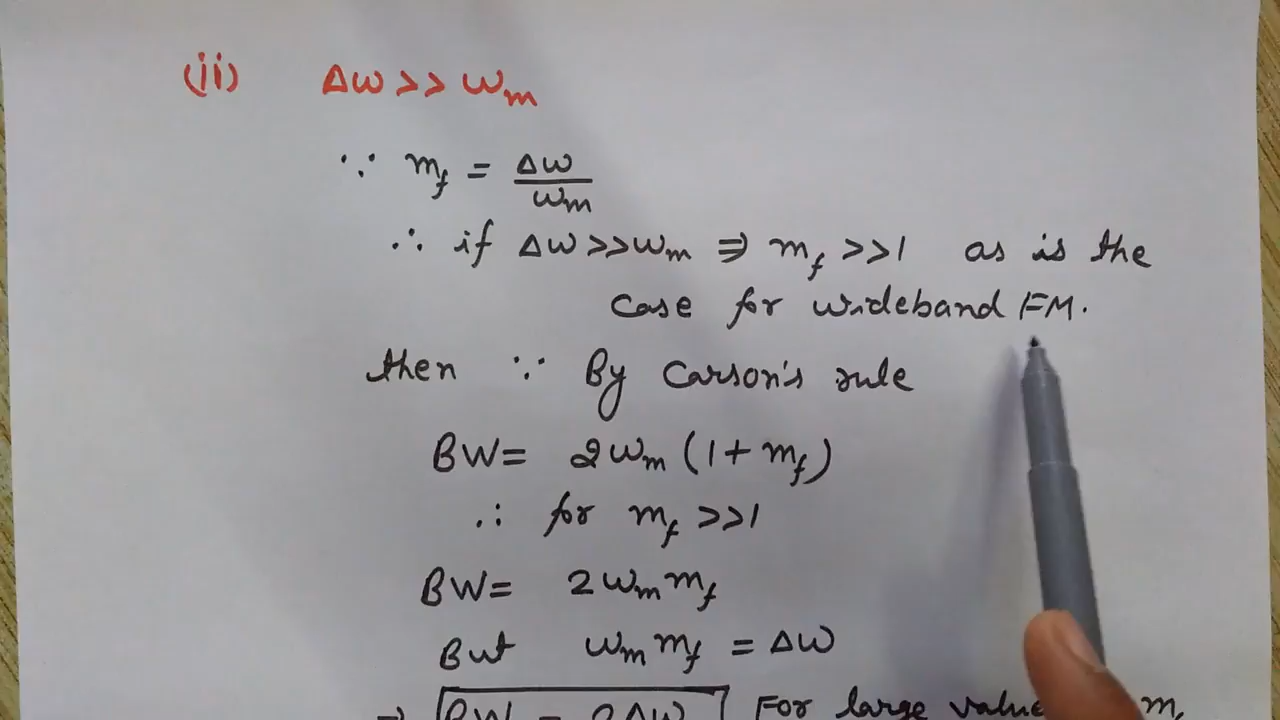 (ii) Δω >> ωm
∵ mf = Δω/ωm
∴ if Δω >> ωm ⇒ mf >> 1 as is the
case for wideband FM.
then ∵ By Carson's rule
BW = 2ωm (1 + mf)
∴ for mf >> 1
BW = 2ωm mf
But ωm mf = Δω
⇒ BW = 2Δω For large value m